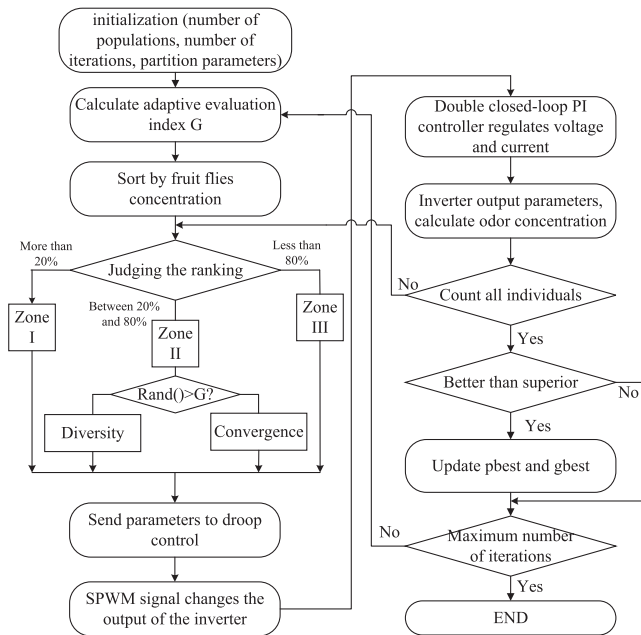 initialization (number of
populations, number of
iterations, partition parameters)
Calculate adaptive evaluation
index G
Sort by fruit flies
concentration
Judging the ranking
More than
20%
Less than
80%
Between 20%
and 80%
Zone
I
Zone
II
Zone
III
Rand()>G?
Diversity
Convergence
Send parameters to droop
control
SPWM signal changes the
output of the inverter
Double closed-loop PI
controller regulates voltage
and current
Inverter output parameters,
calculate odor concentration
Count all individuals
No
Yes
Better than superior
No
Yes
Update pbest and gbest
Maximum number
of iterations
No
Yes
END